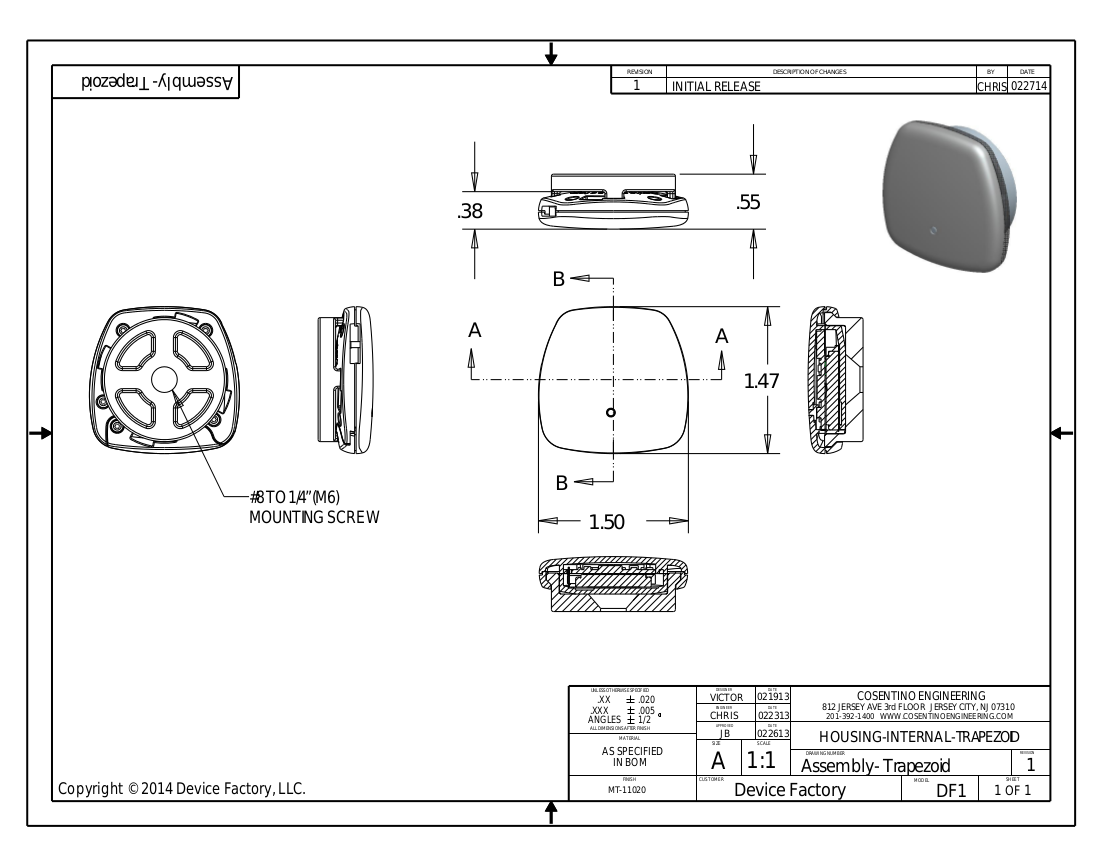 Assembly- Trapezoid
REVISION DESCRIPTION OF CHANGES BY DATE
1 INITIAL RELEASE CHRIS 022714
.38
.55
B
A
A
1.47
B
1.50
#8 TO 1/4"(M6)
MOUNTING SCREW
UNLESS OTHERWISE SPECIFIED
.XX ± .020
.XXX ± .005
ANGLES ± 1/2 °
ALL DIMENSIONS AFTER FINISH
MATERIAL
AS SPECIFIED
IN BOM
FINISH
MT-11020
DESIGNER DATE
VICTOR 021913
ENGINEER DATE
CHRIS 022313
APPROVED DATE
JB 022613
SIZE SCALE
A 1:1
COSENTINO ENGINEERING
812 JERSEY AVE 3rd FLOOR JERSEY CITY, NJ 07310
201-392-1400 WWW.COSENTINOENGINEERING.COM
HOUSING-INTERNAL-TRAPEZOID
DRAWING NUMBER REVISION
Assembly- Trapezoid 1
CUSTOMER MODEL SHEET
Device Factory DF1 1 OF 1
Copyright © 2014 Device Factory, LLC.